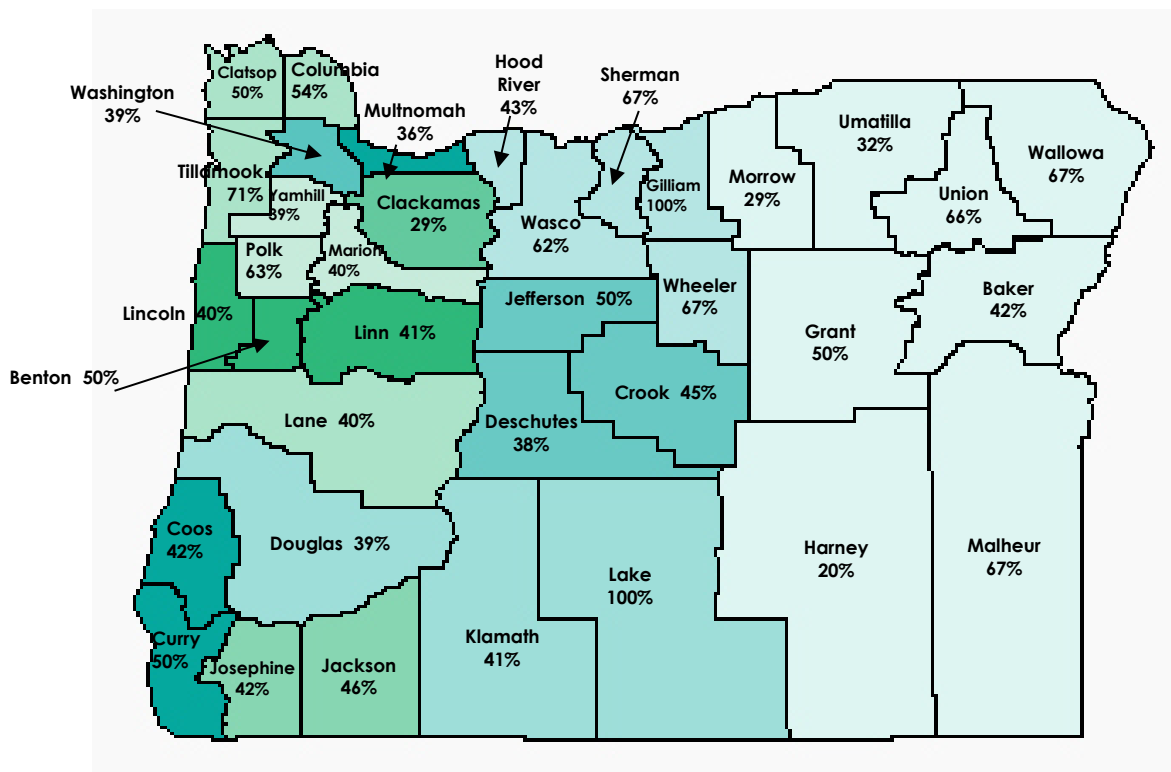 Clatsop
50%
Columbia
54%
Washington
39%
Multnomah
36%
Hood
River
43%
Sherman
67%
Umatilla
32%
Wallowa
67%
Tillamook
71%
Yamhill
39%
Clackamas
29%
Gilliam
100%
Morrow
29%
Union
66%
Wasco
62%
Polk
63%
Marion
40%
Wheeler
67%
Baker
42%
Jefferson 50%
Lincoln 40%
Linn 41%
Grant
50%
Benton 50%
Crook 45%
Lane 40%
Deschutes
38%
Coos
42%
Douglas 39%
Harney
20%
Malheur
67%
Lake
100%
Klamath
41%
Curry
50%
Josephine
42%
Jackson
46%